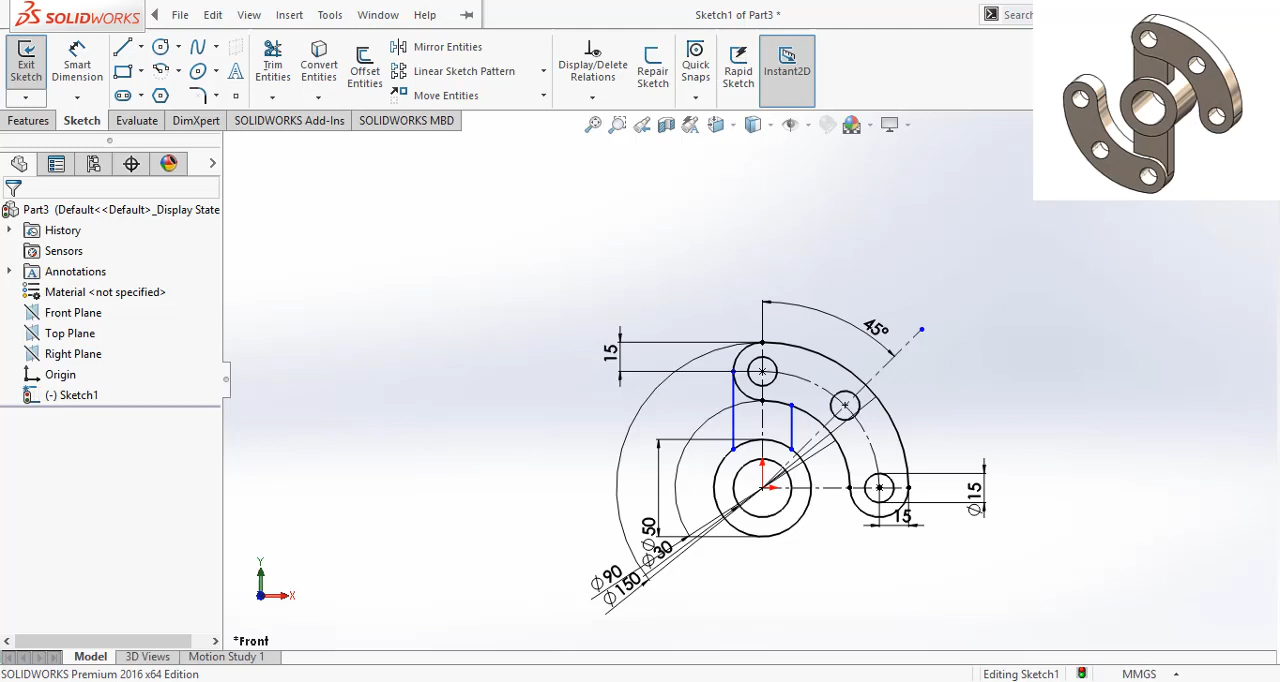 SOLIDWORKS File Edit View Insert Tools Window Help Sketch1 of Part3 * Search
Exit Sketch Smart Dimension Trim Entities Convert Entities Offset Entities Mirror Entities Linear Sketch Pattern Move Entities Display/Delete Relations Repair Sketch Quick Snaps Rapid Sketch Instant2D
Features Sketch Evaluate DimXpert SOLIDWORKS Add-Ins SOLIDWORKS MBD
Part3 (Default<<Default>_Display State
History
Sensors
Annotations
Material <not specified>
Front Plane
Top Plane
Right Plane
Origin
(-) Sketch1
45°
15
⌀15
15
⌀50
⌀30
⌀90
⌀150
Y
X
*Front
Model 3D Views Motion Study 1
SOLIDWORKS Premium 2016 x64 Edition Editing Sketch1 MMGS